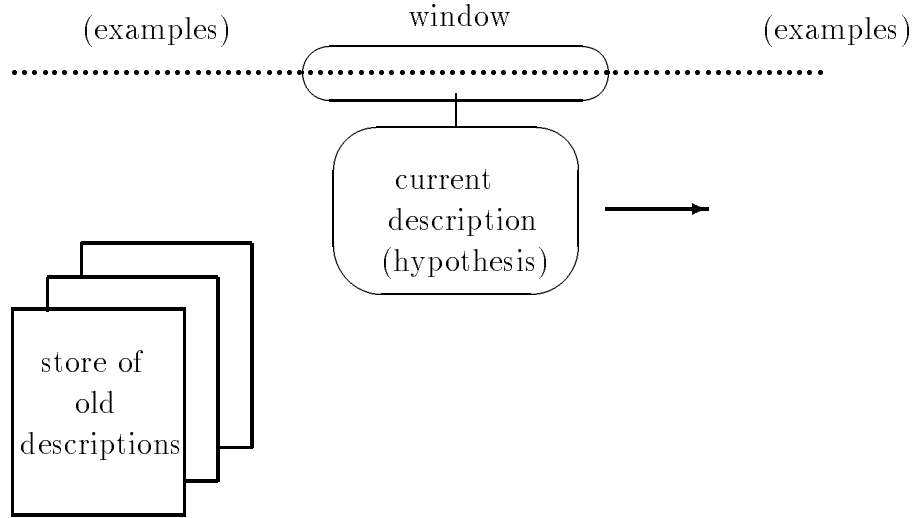 window
(examples)
(examples)
current
description
(hypothesis)
store of
old
descriptions